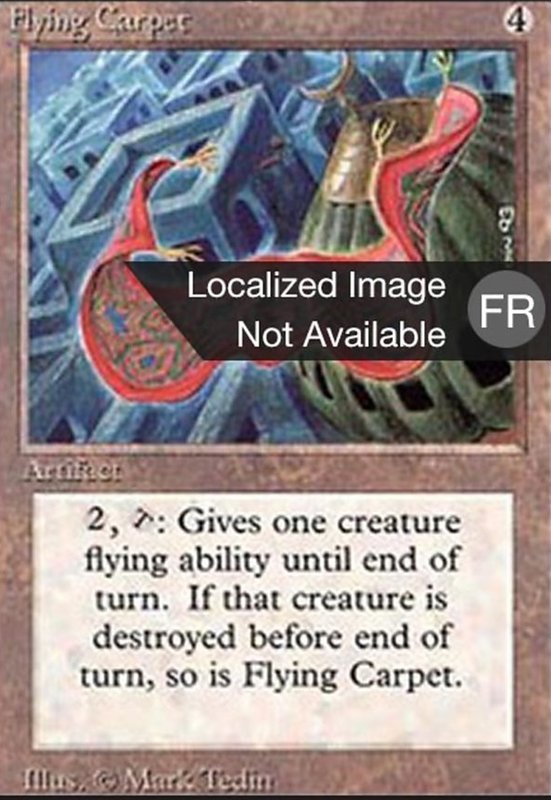 Flying Carpet 4
Localized Image
FR
Not Available
Artifact
2, : Gives one creature
flying ability until end of
turn. If that creature is
destroyed before end of
turn, so is Flying Carpet.
Illus. © Mark Tedin